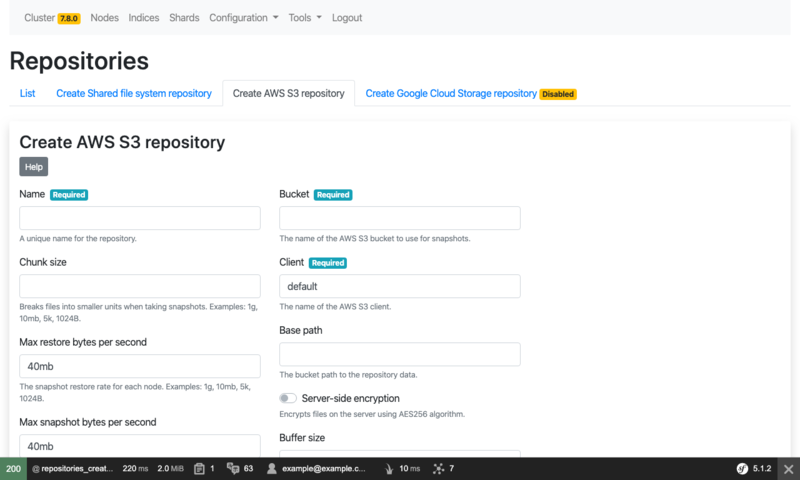 Cluster 7.8.0 Nodes Indices Shards Configuration Tools Logout
Repositories
List Create Shared file system repository Create AWS S3 repository Create Google Cloud Storage repository Disabled
Create AWS S3 repository
Help
Name Required
A unique name for the repository.
Chunk size
Breaks files into smaller units when taking snapshots. Examples: 1g,
10mb, 5k, 1024B.
Max restore bytes per second
40mb
The snapshot restore rate for each node. Examples: 1g, 10mb, 5k,
1024B.
Max snapshot bytes per second
40mb
Bucket Required
The name of the AWS S3 bucket to use for snapshots.
Client Required
default
The name of the AWS S3 client.
Base path
The bucket path to the repository data.
Server-side encryption
Encrypts files on the server using AES256 algorithm.
Buffer size
200 @ repositories_creat... 220 ms 2.0 MiB 1 63 example@example.c... 10 ms 7 sf 5.1.2